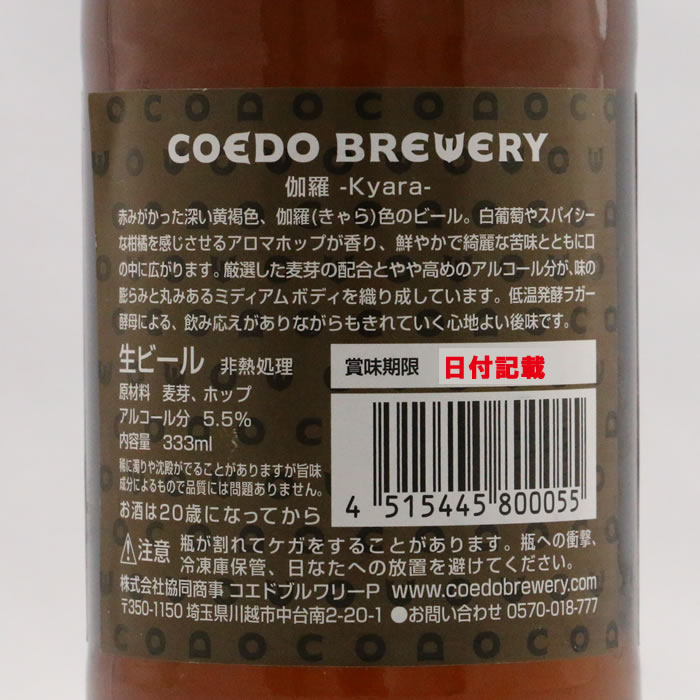 COEDO BREWERY
伽羅 -Kyara-
赤みがかった深い黄褐色、伽羅(きゃら)色のビール。白葡萄やスパイシー
な柑橘を感じさせるアロマホップが香り、鮮やかで綺麗な苦味とともに口
の中に広がります。厳選した麦芽の配合とやや高めのアルコール分が、味の
膨らみと丸みあるミディアムボディを織り成しています。低温発酵ラガー
酵母による、飲み応えがありながらもきれていく心地よい後味です。
生ビール 非熱処理
賞味期限 日付記載
原材料 麦芽、ホップ
アルコール分 5.5%
内容量 333ml
稀に濁りや沈殿がでることがありますが旨味
成分によるもので品質には問題ありません。
お酒は20歳になってから
4 515445 800055
注意 瓶が割れてケガをすることがあります。瓶への衝撃、
冷凍庫保管、日なたへの放置を避けてください。
株式会社協同商事 コエドブルワリーP www.coedobrewery.com
〒350-1150 埼玉県川越市中台南2-20-1 ●お問い合わせ 0570-018-777